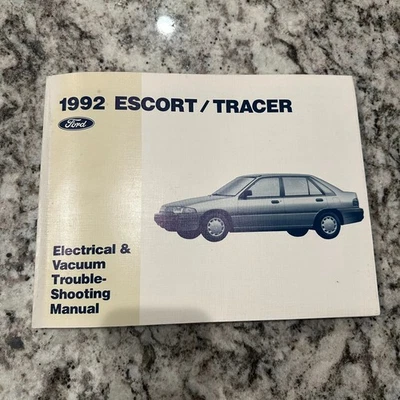 1992 ESCORT / TRACER
Ford
Electrical &
Vacuum
Trouble-
Shooting
Manual